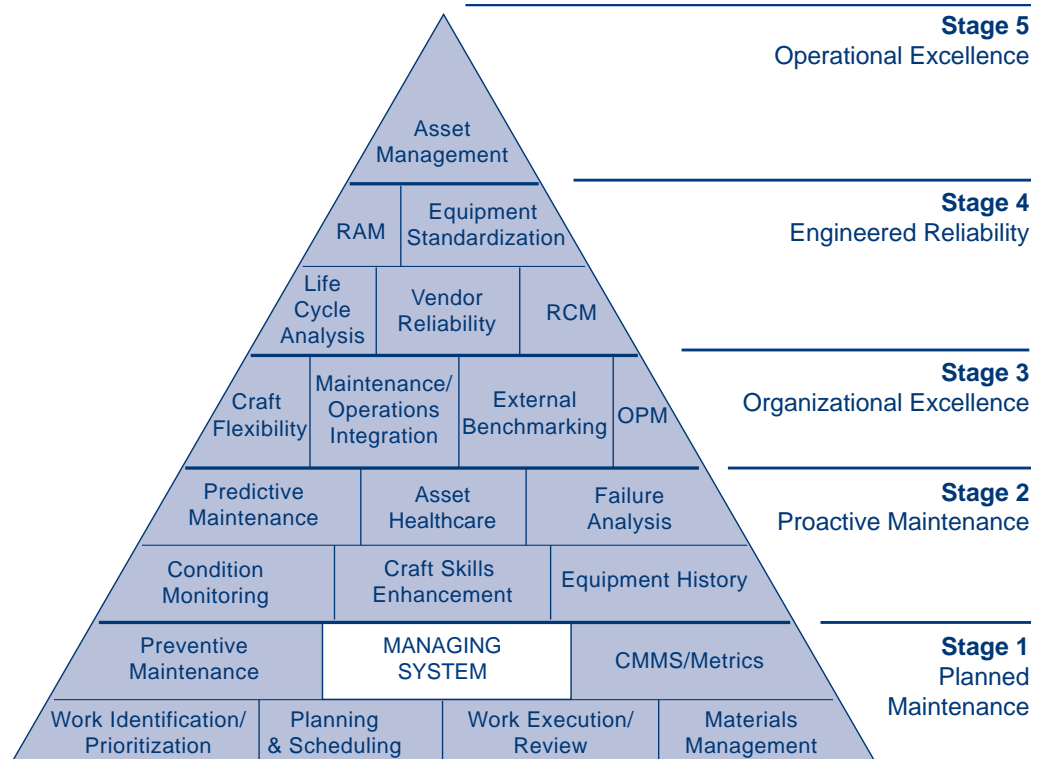 Stage 5
Operational Excellence
Asset
Management
Stage 4
Engineered Reliability
RAM
Equipment
Standardization
Life
Cycle
Analysis
Vendor
Reliability
RCM
Stage 3
Organizational Excellence
Craft
Flexibility
Maintenance/
Operations
Integration
External
Benchmarking
OPM
Stage 2
Proactive Maintenance
Predictive
Maintenance
Asset
Healthcare
Failure
Analysis
Condition
Monitoring
Craft Skills
Enhancement
Equipment History
Stage 1
Planned
Maintenance
Preventive
Maintenance
MANAGING
SYSTEM
CMMS/Metrics
Work Identification/
Prioritization
Planning
& Scheduling
Work Execution/
Review
Materials
Management